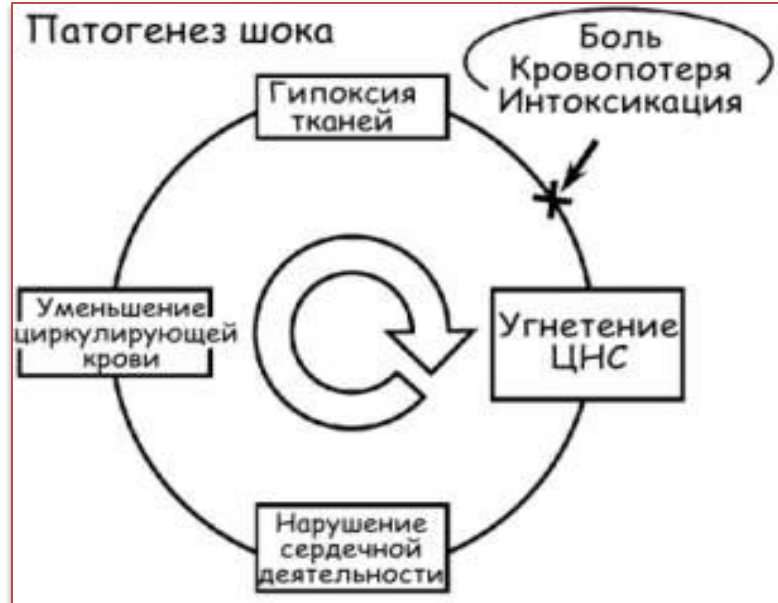 Патогенез шока
Боль
Кровопотеря
Интоксикация
Гипоксия
тканей
Угнетение
ЦНС
Нарушение
сердечной
деятельности
Уменьшение
циркулирующей
крови